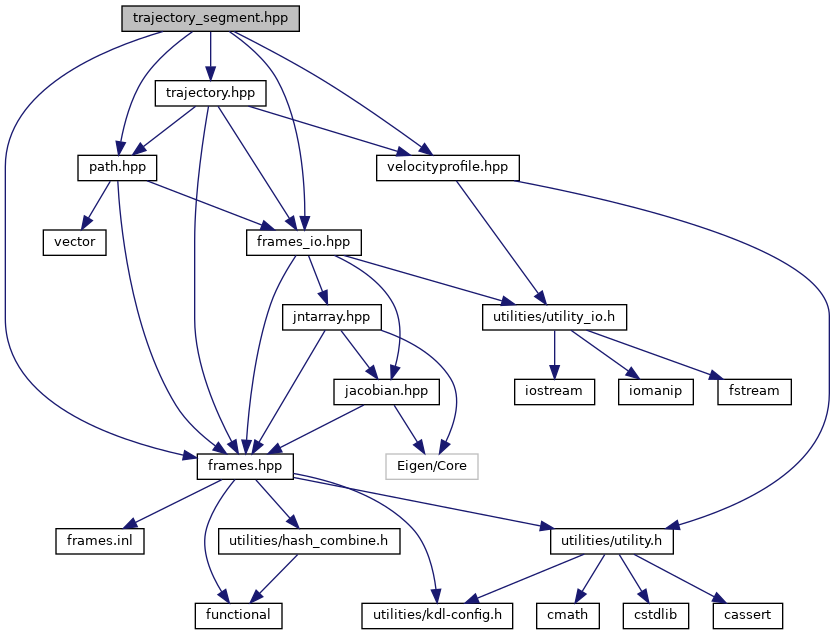 trajectory_segment.hpp
trajectory.hpp
path.hpp
velocityprofile.hpp
vector
frames_io.hpp
jntarray.hpp
utilities/utility_io.h
jacobian.hpp
iostream
iomanip
fstream
frames.hpp
Eigen/Core
frames.inl
utilities/hash_combine.h
utilities/utility.h
functional
utilities/kdl-config.h
cmath
cstdlib
cassert